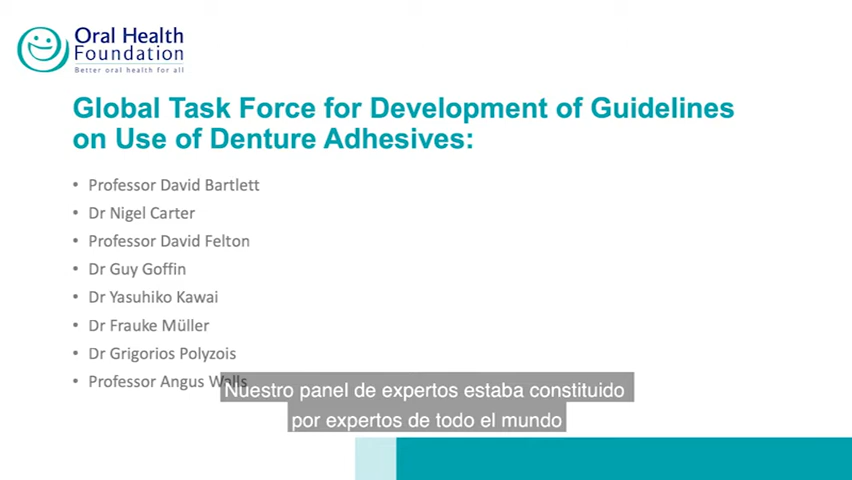 Oral Health
Foundation
Better oral health for all
Global Task Force for Development of Guidelines
on Use of Denture Adhesives:
• Professor David Bartlett
• Dr Nigel Carter
• Professor David Felton
• Dr Guy Goffin
• Dr Yasuhiko Kawai
• Dr Frauke Müller
• Dr Grigorios Polyzois
• Professor Angus Walls
Nuestro panel de expertos estaba constituido
por expertos de todo el mundo